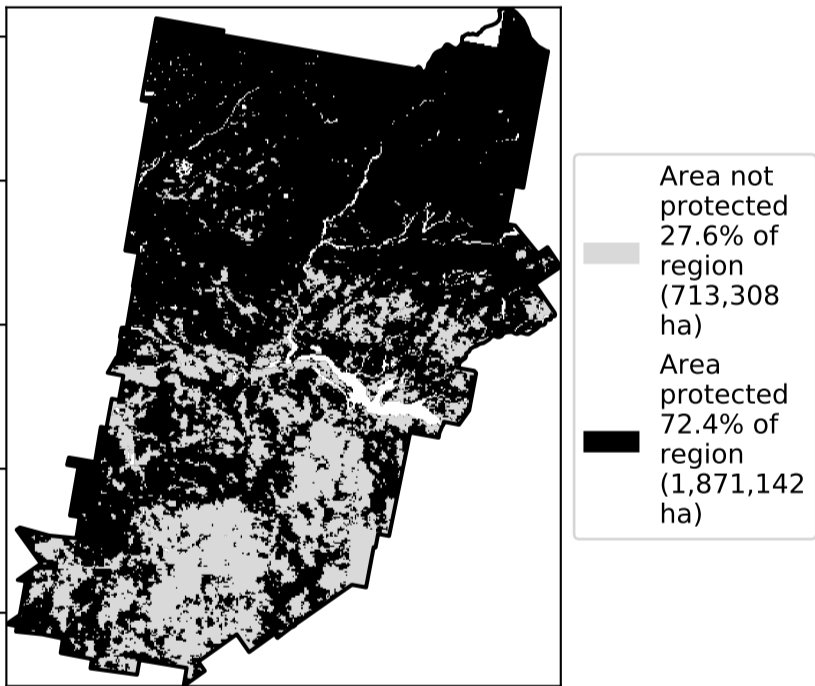 Area not
protected
27.6% of
region
(713,308
ha)
Area
protected
72.4% of
region
(1,871,142
ha)